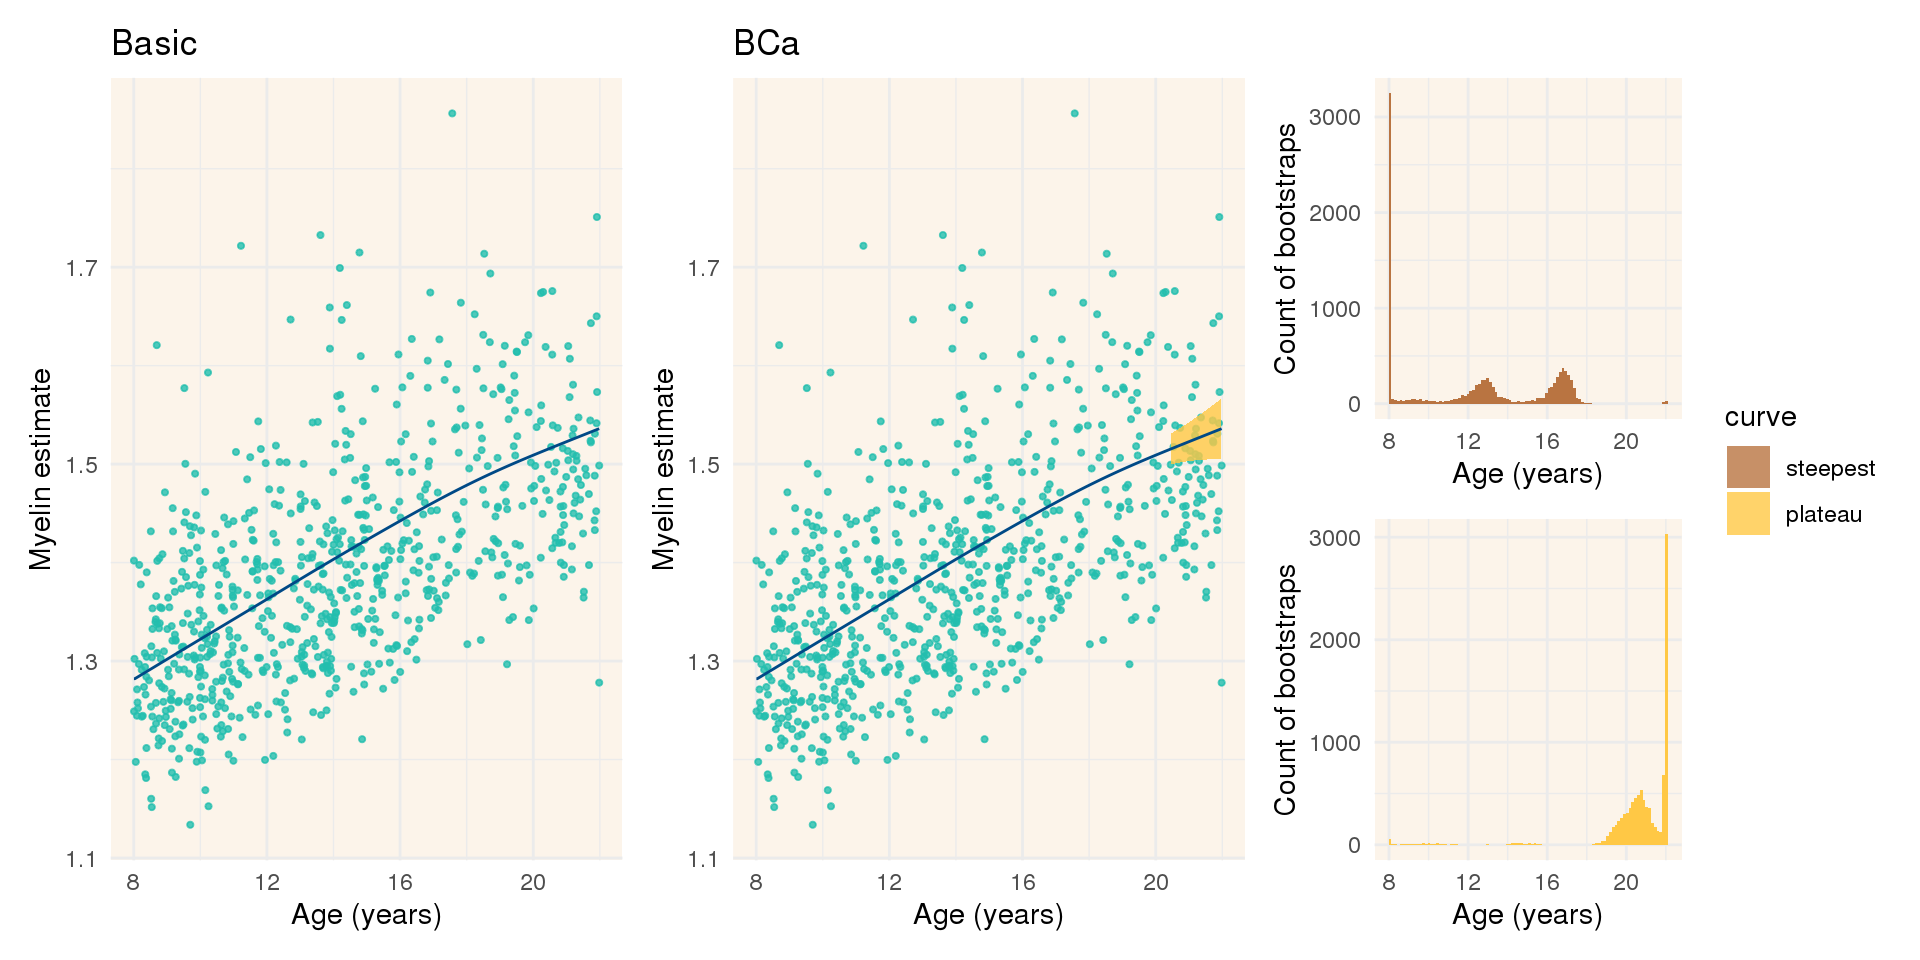 Basic
Myelin estimate
1.7
1.5
1.3
1.1
8 12 16 20
Age (years)
BCa
Myelin estimate
1.7
1.5
1.3
1.1
8 12 16 20
Age (years)
Count of bootstraps
3000
2000
1000
0
8 12 16 20
Age (years)
Count of bootstraps
3000
2000
1000
0
8 12 16 20
Age (years)
curve
steepest
plateau